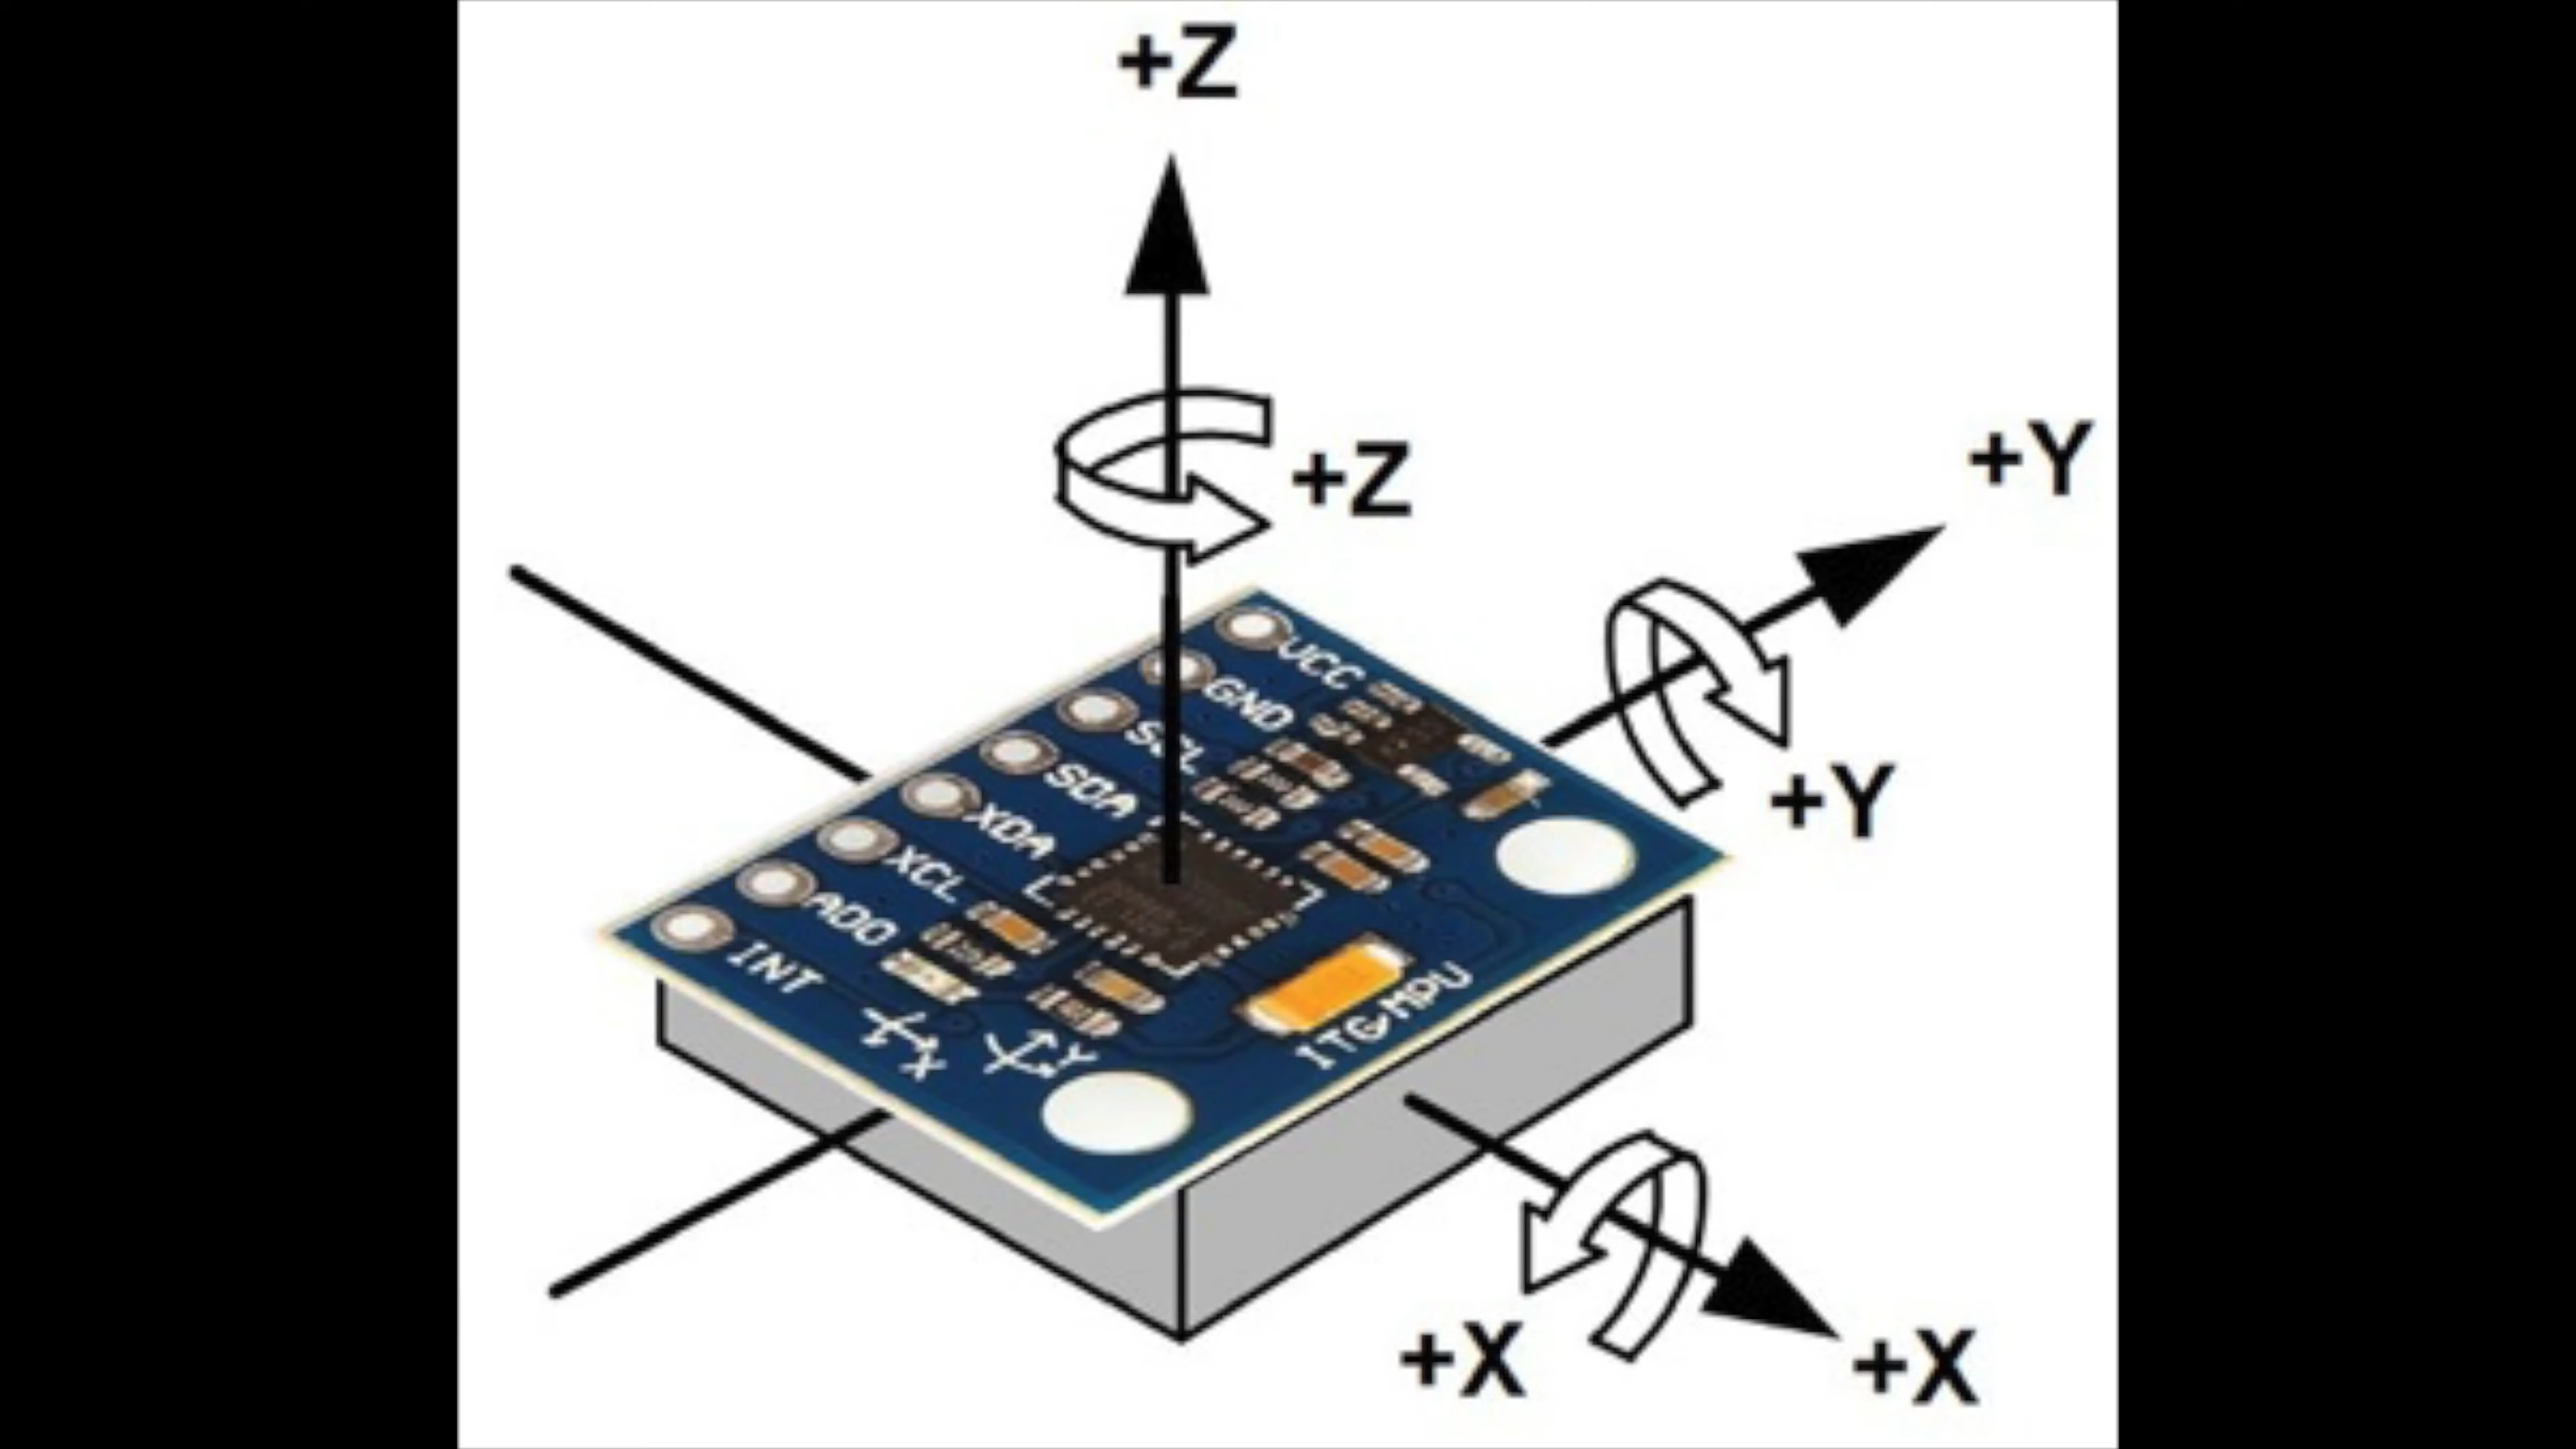 +Z
+Z
+Y
+Y
VCC
GND
SCL
SDA
XDA
XCL
ADO
INT
X
Y
ITG/MPU
+X
+X